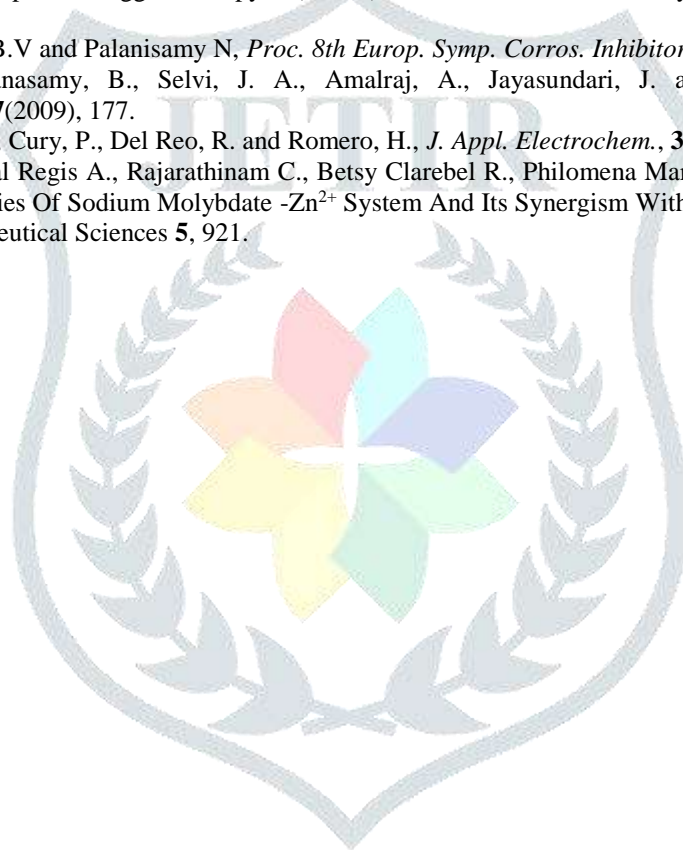 B.V and Palanisamy N, Proc. 8th Europ. Symp. Corros. Inhibitor
nasamy, B., Selvi, J. A., Amalraj, A., Jayasundari, J. a
(2009), 177.
Cury, P., Del Reo, R. and Romero, H., J. Appl. Electrochem., 3
l Regis A., Rajarathinam C., Betsy Clarebel R., Philomena Mar
ies Of Sodium Molybdate -Zn²⁺ System And Its Synergism With
eutical Sciences 5, 921.
JETIR